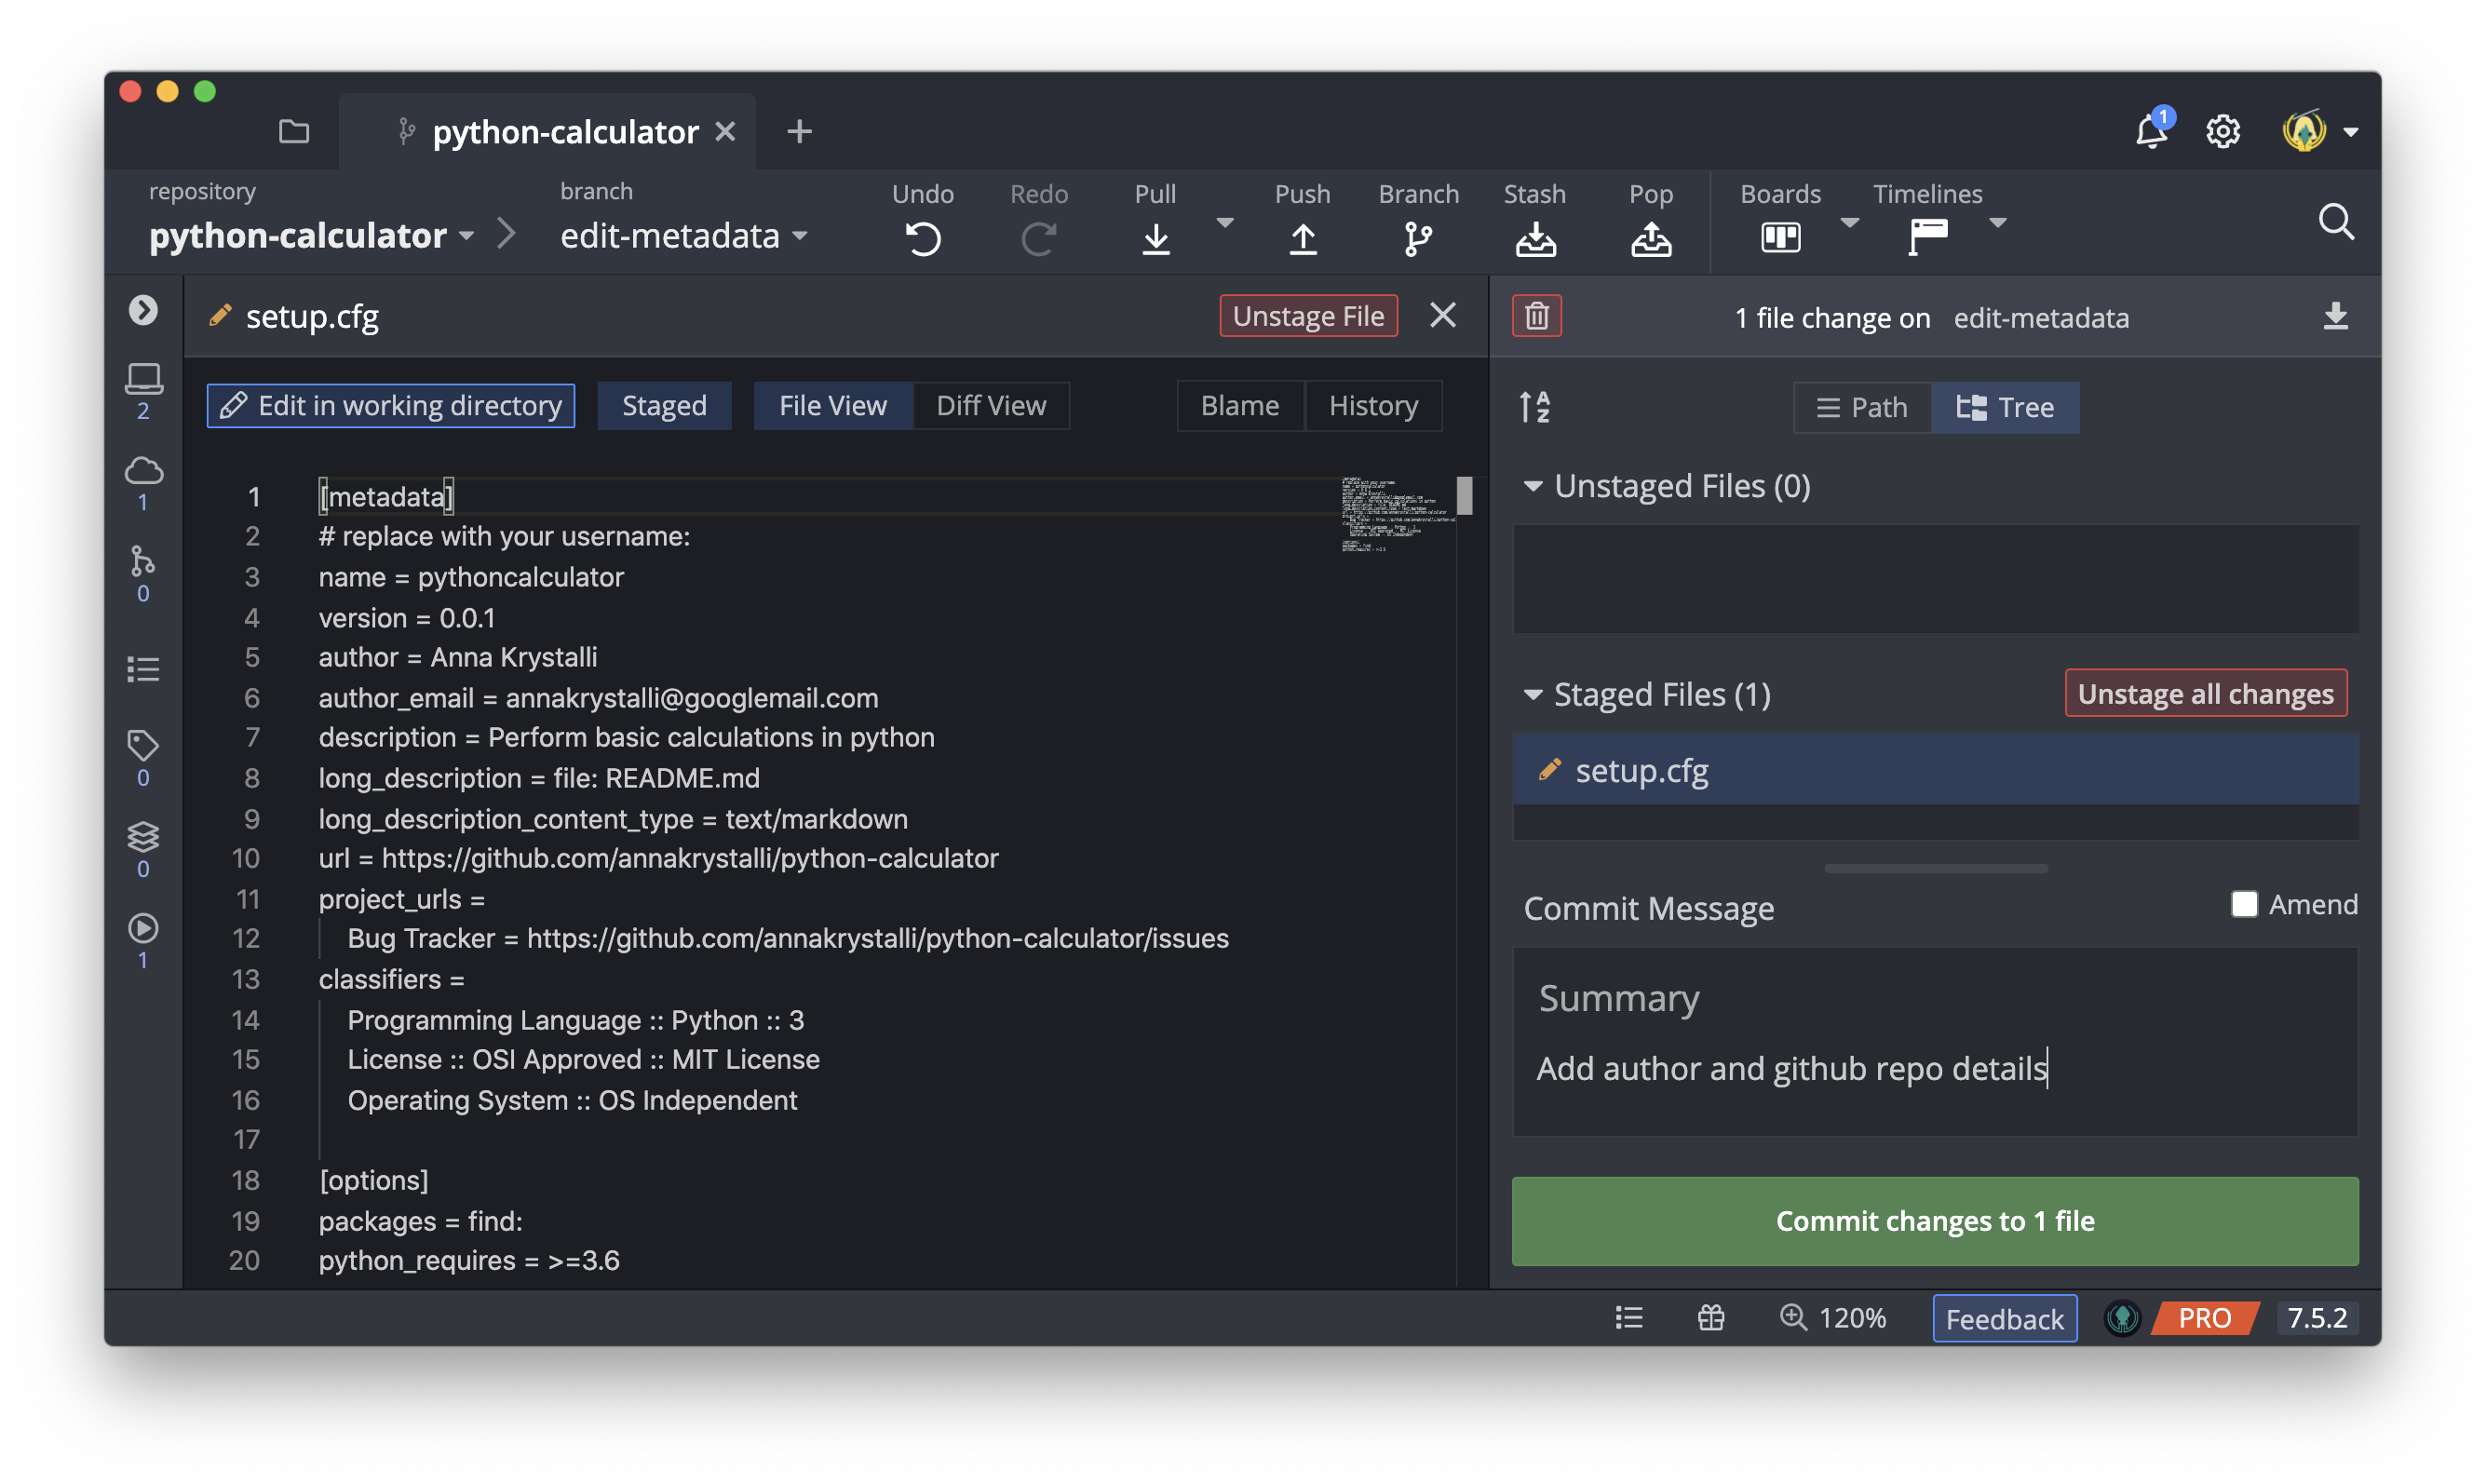 python-calculator
1
repository
python-calculator
branch
edit-metadata
Undo
Redo
Pull
Push
Branch
Stash
Pop
Boards
Timelines
setup.cfg
Unstage File
1 file change on edit-metadata
2
1
0
0
0
1
Edit in working directory
Staged
File View
Diff View
Blame
History
1 [metadata]
2 # replace with your username:
3 name = pythoncalculator
4 version = 0.0.1
5 author = Anna Krystalli
6 author_email = annakrystalli@googlemail.com
7 description = Perform basic calculations in python
8 long_description = file: README.md
9 long_description_content_type = text/markdown
10 url = https://github.com/annakrystalli/python-calculator
11 project_urls =
12 Bug Tracker = https://github.com/annakrystalli/python-calculator/issues
13 classifiers =
14 Programming Language :: Python :: 3
15 License :: OSI Approved :: MIT License
16 Operating System :: OS Independent
17
18 [options]
19 packages = find:
20 python_requires = >=3.6
A
Z
Path
Tree
Unstaged Files (0)
Staged Files (1)
Unstage all changes
setup.cfg
Commit Message
Amend
Summary
Add author and github repo details
Commit changes to 1 file
120%
Feedback
PRO
7.5.2